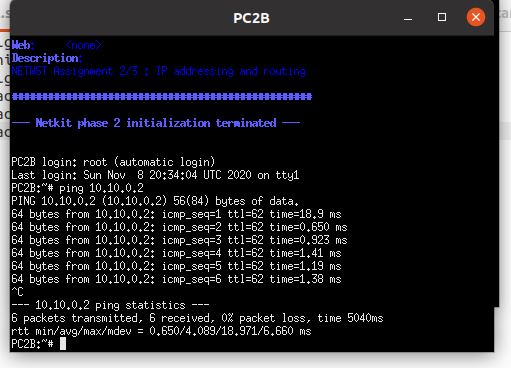 PC2B
Web: <none>
Description:
NETWST Assignment 2/3 : IP addressing and routing
##################################################
--- Netkit phase 2 initialization terminated ---
PC2B login: root (automatic login)
Last login: Sun Nov  8 20:34:04 UTC 2020 on tty1
PC2B:~# ping 10.10.0.2
PING 10.10.0.2 (10.10.0.2) 56(84) bytes of data.
64 bytes from 10.10.0.2: icmp_seq=1 ttl=62 time=18.9 ms
64 bytes from 10.10.0.2: icmp_seq=2 ttl=62 time=0.650 ms
64 bytes from 10.10.0.2: icmp_seq=3 ttl=62 time=0.923 ms
64 bytes from 10.10.0.2: icmp_seq=4 ttl=62 time=1.41 ms
64 bytes from 10.10.0.2: icmp_seq=5 ttl=62 time=1.19 ms
64 bytes from 10.10.0.2: icmp_seq=6 ttl=62 time=1.38 ms
^C
--- 10.10.0.2 ping statistics ---
6 packets transmitted, 6 received, 0% packet loss, time 5040ms
rtt min/avg/max/mdev = 0.650/4.089/18.971/6.660 ms
PC2B:~#